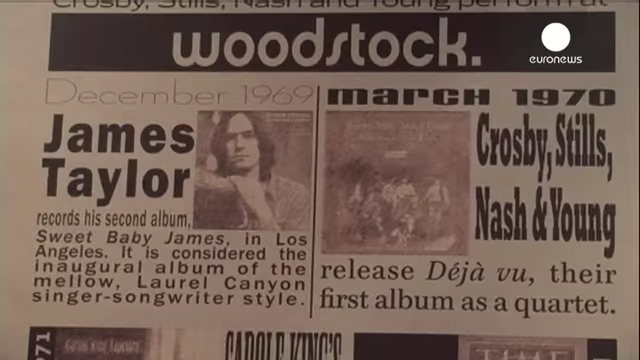 Crosby, Stills, Nash and Young perform at
woodstock.
euronews
December 1969
James
Taylor
records his second album,
Sweet Baby James, in Los
Angeles. It is considered the
inaugural album of the
mellow, Laurel Canyon
singer-songwriter style.
march 1970
Crosby, Stills,
Nash & Young
release Déjà vu, their
first album as a quartet.
71
CAROLE KING'S